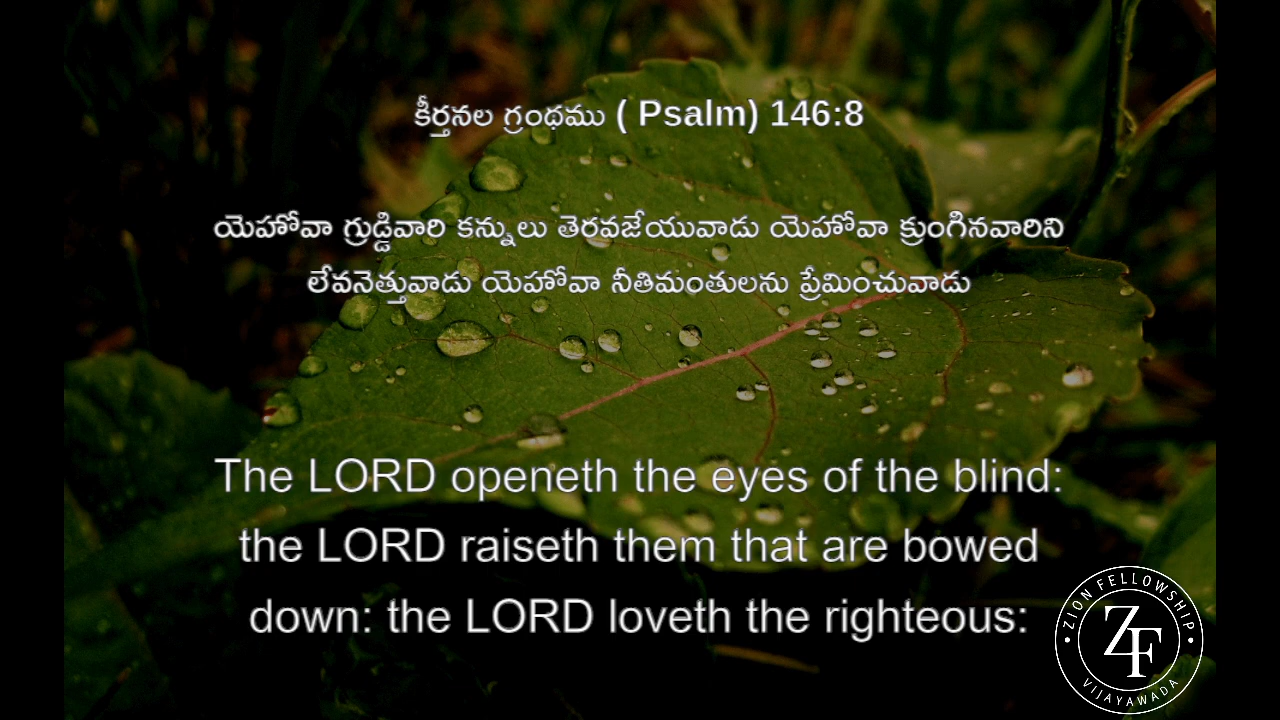 కీర్తనల గ్రంథము ( Psalm) 146:8
యెహోవా గ్రుడ్డివారి కన్నులు తెరవజేయువాడు యెహోవా క్రుంగినవారిని
లేవనెత్తువాడు యెహోవా నీతిమంతులను ప్రేమించువాడు
The LORD openeth the eyes of the blind:
the LORD raiseth them that are bowed
down: the LORD loveth the righteous:
ZION FELLOWSHIP
ZF
VIJAYAWADA